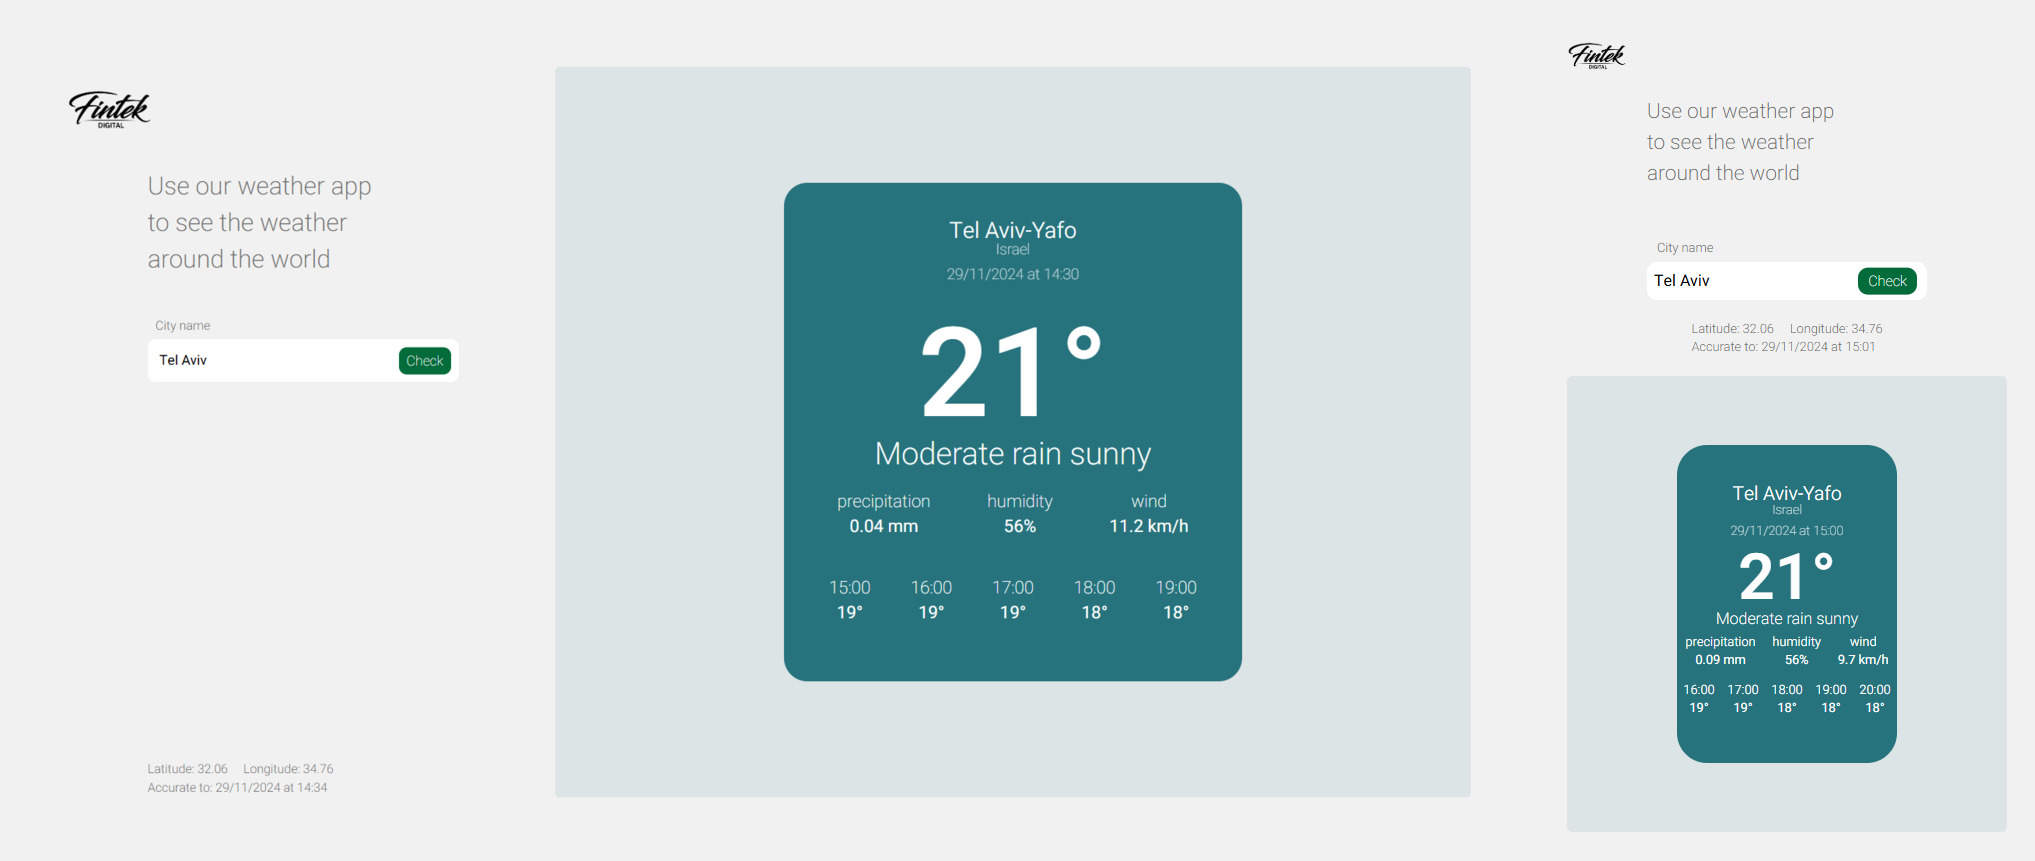 Fintek
DIGITAL
Use our weather app
to see the weather
around the world
City name
Tel Aviv Check
Latitude: 32.06 Longitude: 34.76
Accurate to: 29/11/2024 at 14:34
Tel Aviv-Yafo
Israel
29/11/2024 at 14:30
21°
Moderate rain sunny
precipitation humidity wind
0.04 mm 56% 11.2 km/h
15:00 16:00 17:00 18:00 19:00
19° 19° 19° 18° 18°
Fintek
DIGITAL
Use our weather app
to see the weather
around the world
City name
Tel Aviv Check
Latitude: 32.06 Longitude: 34.76
Accurate to: 29/11/2024 at 15:01
Tel Aviv-Yafo
Israel
29/11/2024 at 15:00
21°
Moderate rain sunny
precipitation humidity wind
0.09 mm 56% 9.7 km/h
16:00 17:00 18:00 19:00 20:00
19° 19° 18° 18° 18°